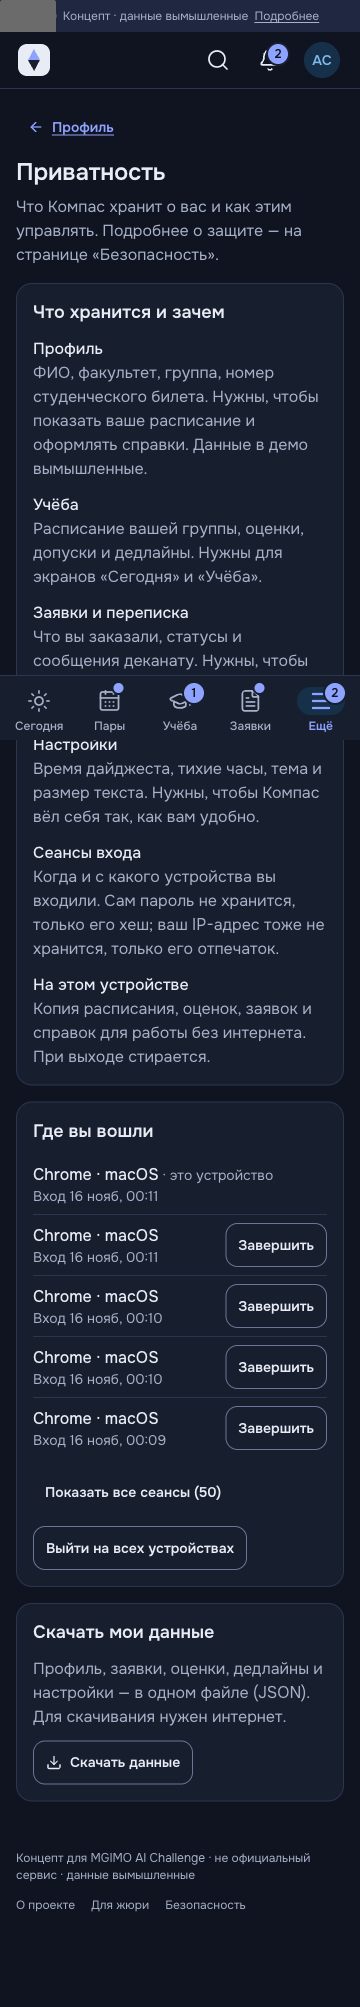 Концепт · данные вымышленные Подробнее
2
АС
Профиль
Приватность
Что Компас хранит о вас и как этим
управлять. Подробнее о защите — на
странице «Безопасность».
Что хранится и зачем
Профиль
ФИО, факультет, группа, номер
студенческого билета. Нужны, чтобы
показать ваше расписание и
оформлять справки. Данные в демо
вымышленные.
Учёба
Расписание вашей группы, оценки,
допуски и дедлайны. Нужны для
экранов «Сегодня» и «Учёба».
Заявки и переписка
Что вы заказали, статусы и
сообщения деканату. Нужны, чтобы
1
2
Сегодня Пары Учёба Заявки Ещё
Настройки
Время дайджеста, тихие часы, тема и
размер текста. Нужны, чтобы Компас
вёл себя так, как вам удобно.
Сеансы входа
Когда и с какого устройства вы
входили. Сам пароль не хранится,
только его хеш; ваш IP-адрес тоже не
хранится, только его отпечаток.
На этом устройстве
Копия расписания, оценок, заявок и
справок для работы без интернета.
При выходе стирается.
Где вы вошли
Chrome · macOS · это устройство
Вход 16 нояб, 00:11
Chrome · macOS
Вход 16 нояб, 00:11
Завершить
Chrome · macOS
Вход 16 нояб, 00:10
Завершить
Chrome · macOS
Вход 16 нояб, 00:10
Завершить
Chrome · macOS
Вход 16 нояб, 00:09
Завершить
Показать все сеансы (50)
Выйти на всех устройствах
Скачать мои данные
Профиль, заявки, оценки, дедлайны и
настройки — в одном файле (JSON).
Для скачивания нужен интернет.
Скачать данные
Концепт для MGIMO AI Challenge · не официальный
сервис · данные вымышленные
О проекте Для жюри Безопасность